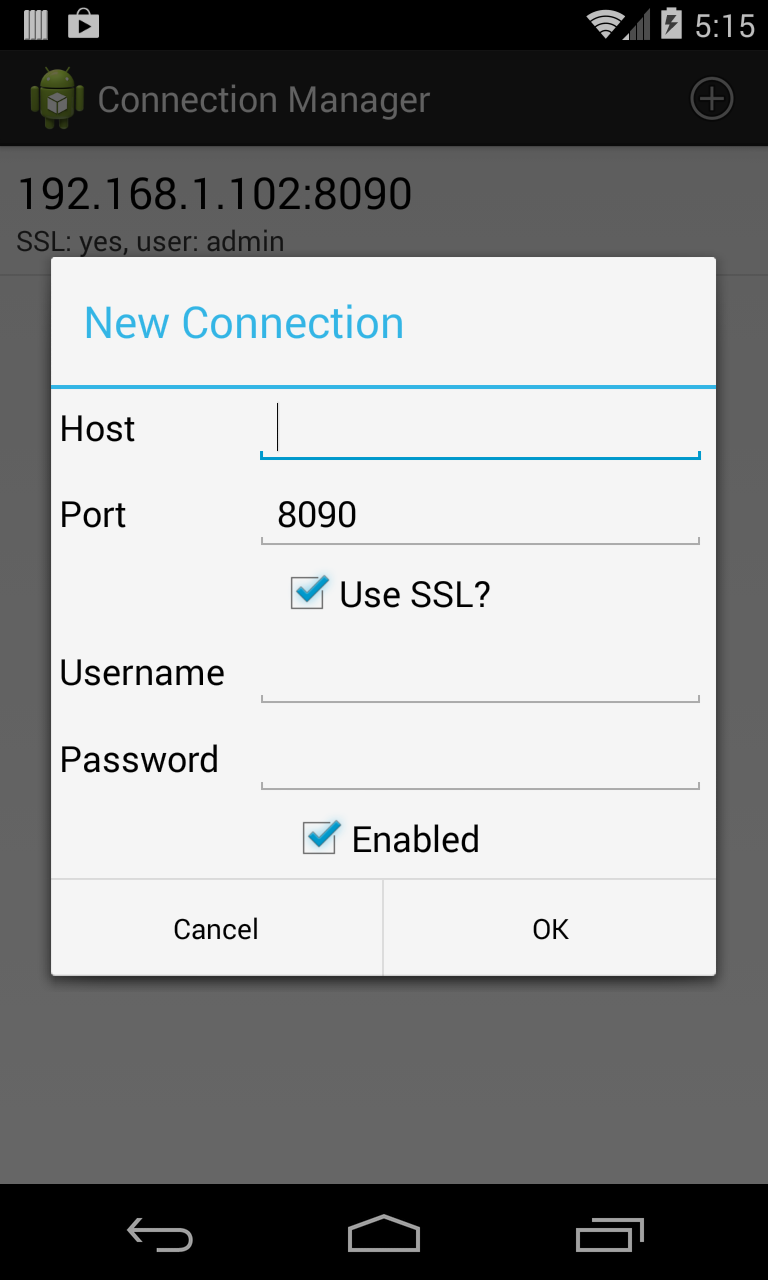 5:15
Connection Manager
192.168.1.102:8090
SSL: yes, user: admin
New Connection
Host
Port 8090
Use SSL?
Username
Password
Enabled
Cancel OK